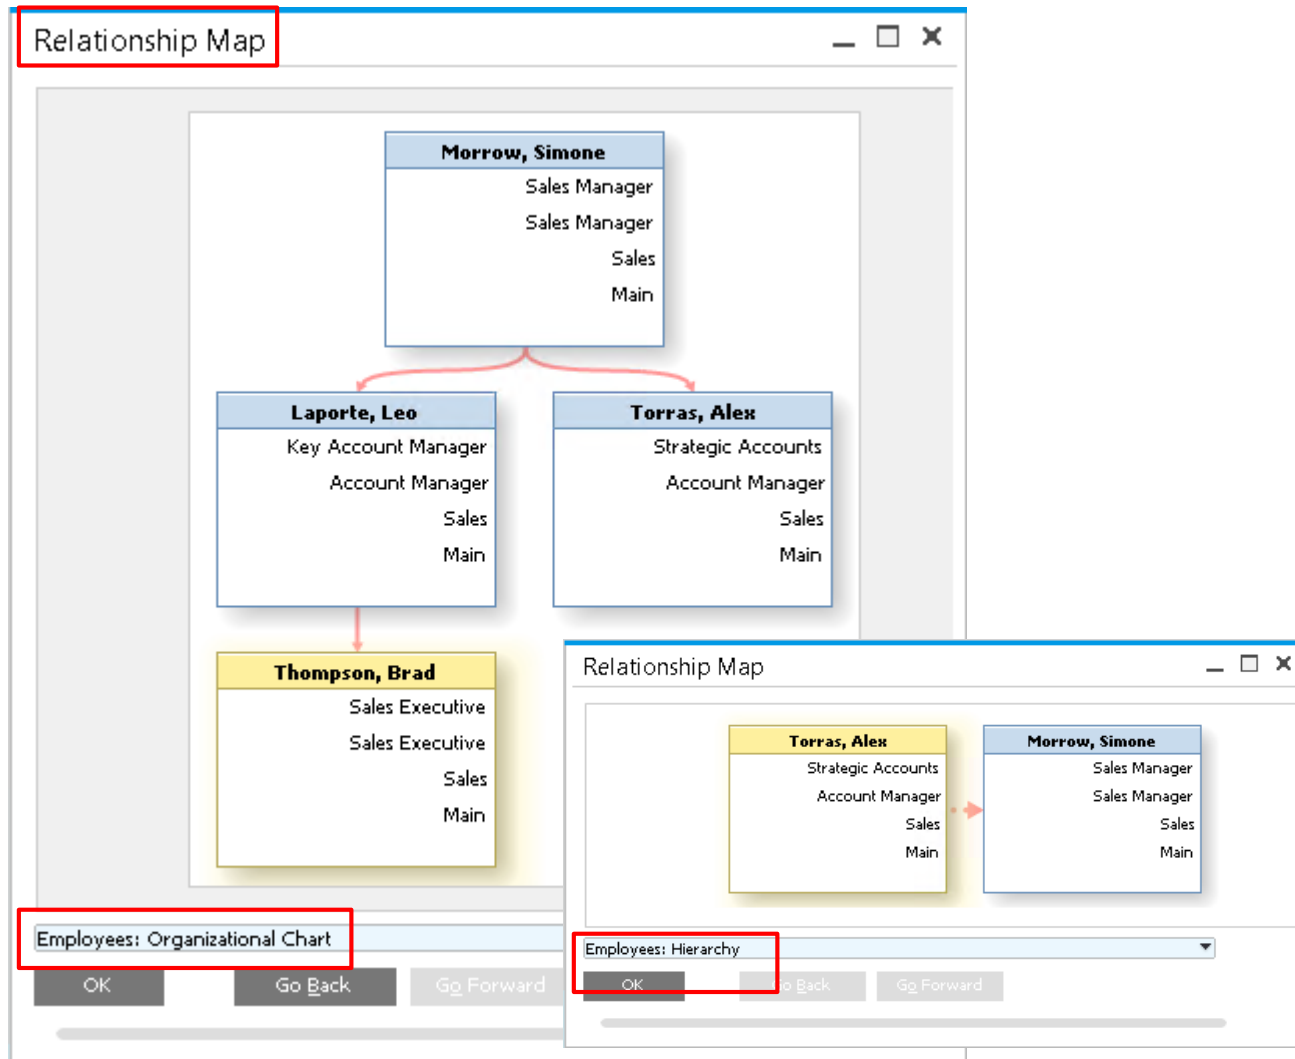 Relationship Map
Morrow, Simone
Sales Manager
Sales Manager
Sales
Main
Laporte, Leo
Key Account Manager
Account Manager
Sales
Main
Torras, Alex
Strategic Accounts
Account Manager
Sales
Main
Thompson, Brad
Sales Executive
Sales Executive
Sales
Main
Employees: Organizational Chart
OK
Go Back
Go Forward
Relationship Map
Torras, Alex
Strategic Accounts
Account Manager
Sales
Main
Morrow, Simone
Sales Manager
Sales Manager
Sales
Main
Employees: Hierarchy
OK
Go Back
Go Forward